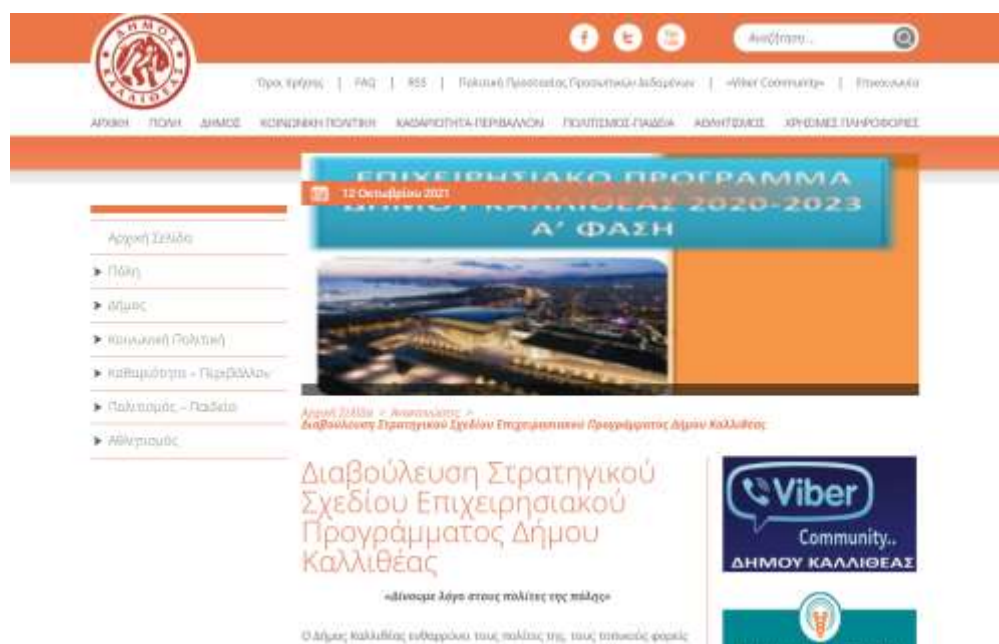 ΔΗΜΟΣ ΚΑΛΛΙΘΕΑΣ
Αναζήτηση...
Όροι Χρήσης | FAQ | RSS | Πολιτική Προστασίας Προσωπικών Δεδομένων | «Viber Community» | Επικοινωνία
ΑΡΧΙΚΗ ΠΟΛΗ ΔΗΜΟΣ ΚΟΙΝΩΝΙΚΗ ΠΟΛΙΤΙΚΗ ΚΑΘΑΡΙΟΤΗΤΑ-ΠΕΡΙΒΑΛΛΟΝ ΠΟΛΙΤΙΣΜΟΣ-ΠΑΙΔΕΙΑ ΑΘΛΗΤΙΣΜΟΣ ΧΡΗΣΙΜΕΣ ΠΛΗΡΟΦΟΡΙΕΣ
ΕΠΙΧΕΙΡΗΣΙΑΚΟ ΠΡΟΓΡΑΜΜΑ
12 Οκτωβρίου 2021
ΔΗΜΟΥ ΚΑΛΛΙΘΕΑΣ 2020-2023
Α΄ ΦΑΣΗ
Αρχική Σελίδα
Πόλη
Δήμος
Κοινωνική Πολιτική
Καθαριότητα – Περιβάλλον
Πολιτισμός – Παιδεία
Αθλητισμός
Αρχική Σελίδα > Ανακοινώσεις >
Διαβούλευση Στρατηγικού Σχεδίου Επιχειρησιακού Προγράμματος Δήμου Καλλιθέας
Διαβούλευση Στρατηγικού
Σχεδίου Επιχειρησιακού
Προγράμματος Δήμου
Καλλιθέας
«Δίνουμε λόγο στους πολίτες της πόλης»
Ο Δήμος Καλλιθέας ενθαρρύνει τους πολίτες της, τους τοπικούς φορείς
Viber
Community..
ΔΗΜΟΥ ΚΑΛΛΙΘΕΑΣ